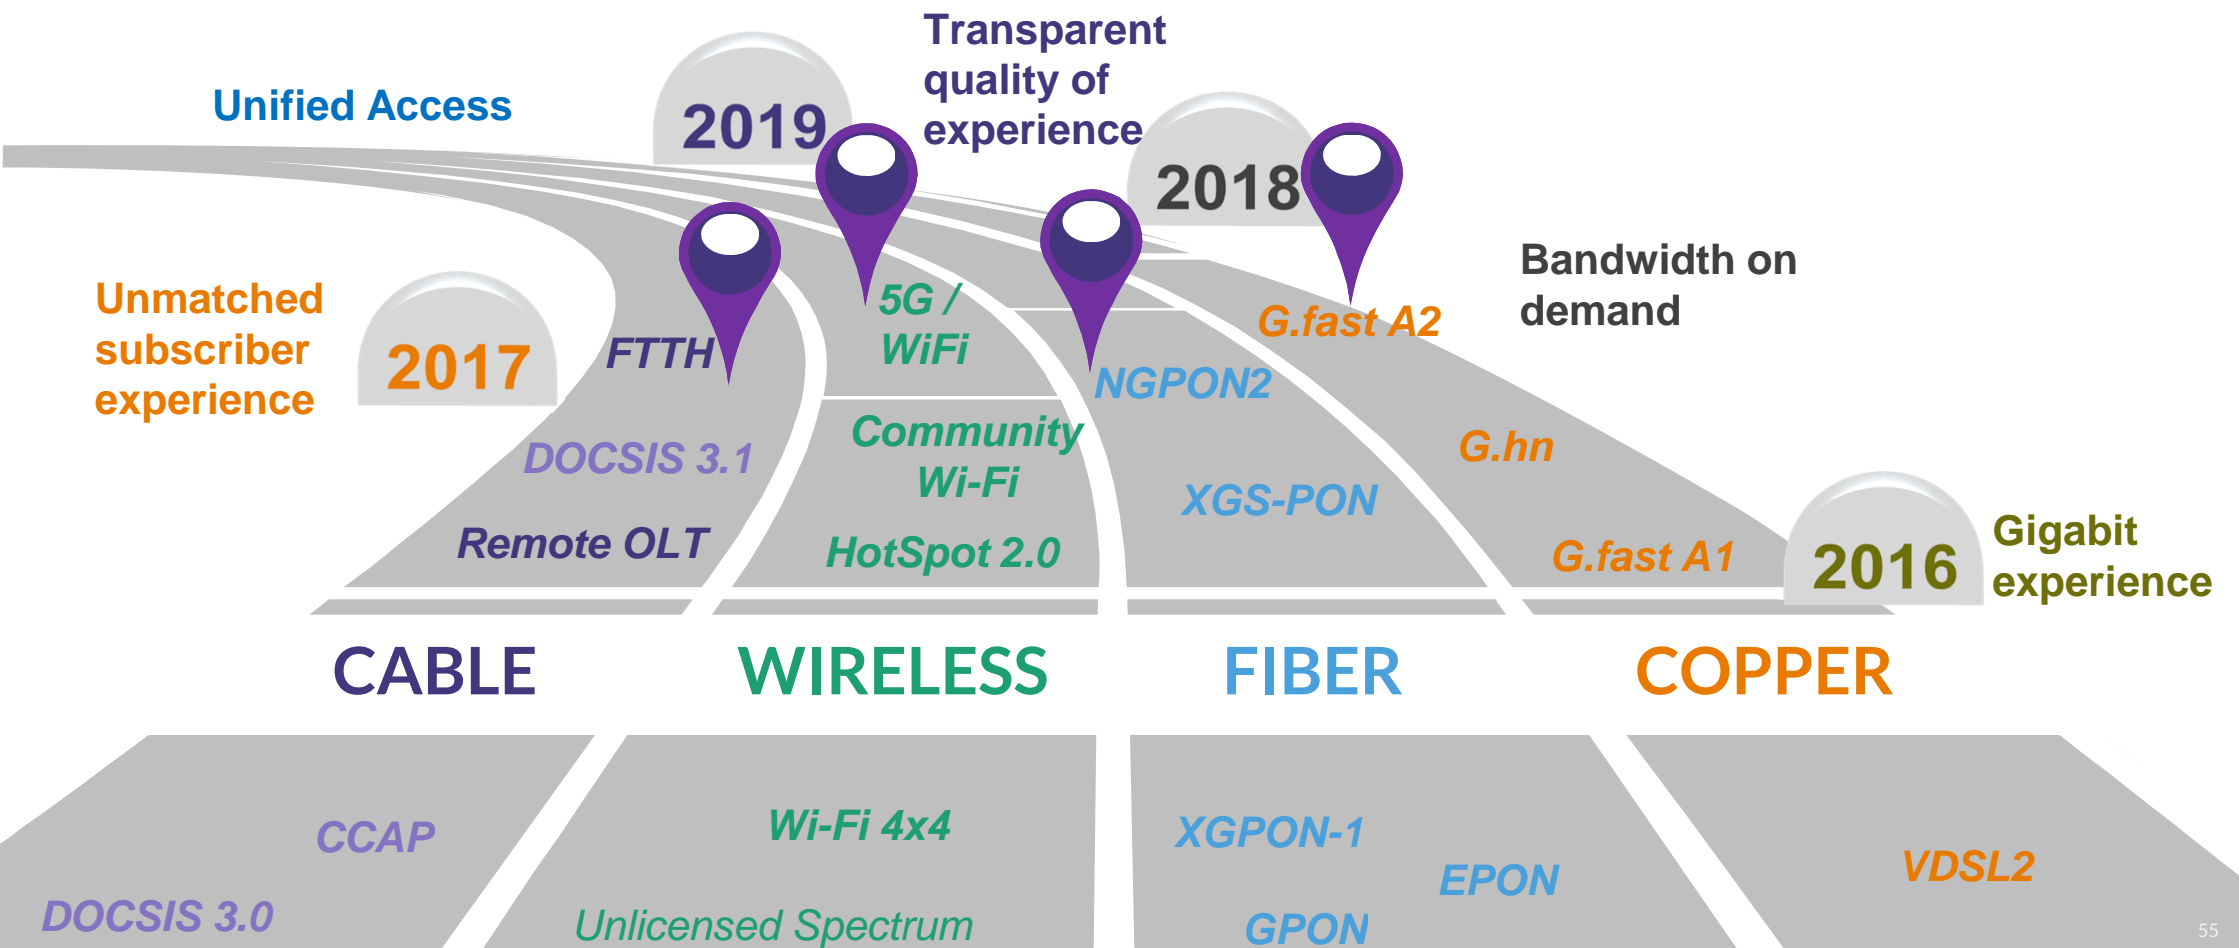 Transparent
quality of
experience
Unified Access
2019
2018
Bandwidth on
demand
Unmatched
subscriber
experience
2017
5G /
WiFi
G.fast A2
FTTH
NGPON2
Community
Wi-Fi
DOCSIS 3.1
G.hn
XGS-PON
Remote OLT
HotSpot 2.0
G.fast A1
2016
Gigabit
experience
CABLE
WIRELESS
FIBER
COPPER
CCAP
Wi-Fi 4x4
XGPON-1
EPON
VDSL2
DOCSIS 3.0
Unlicensed Spectrum
GPON
55